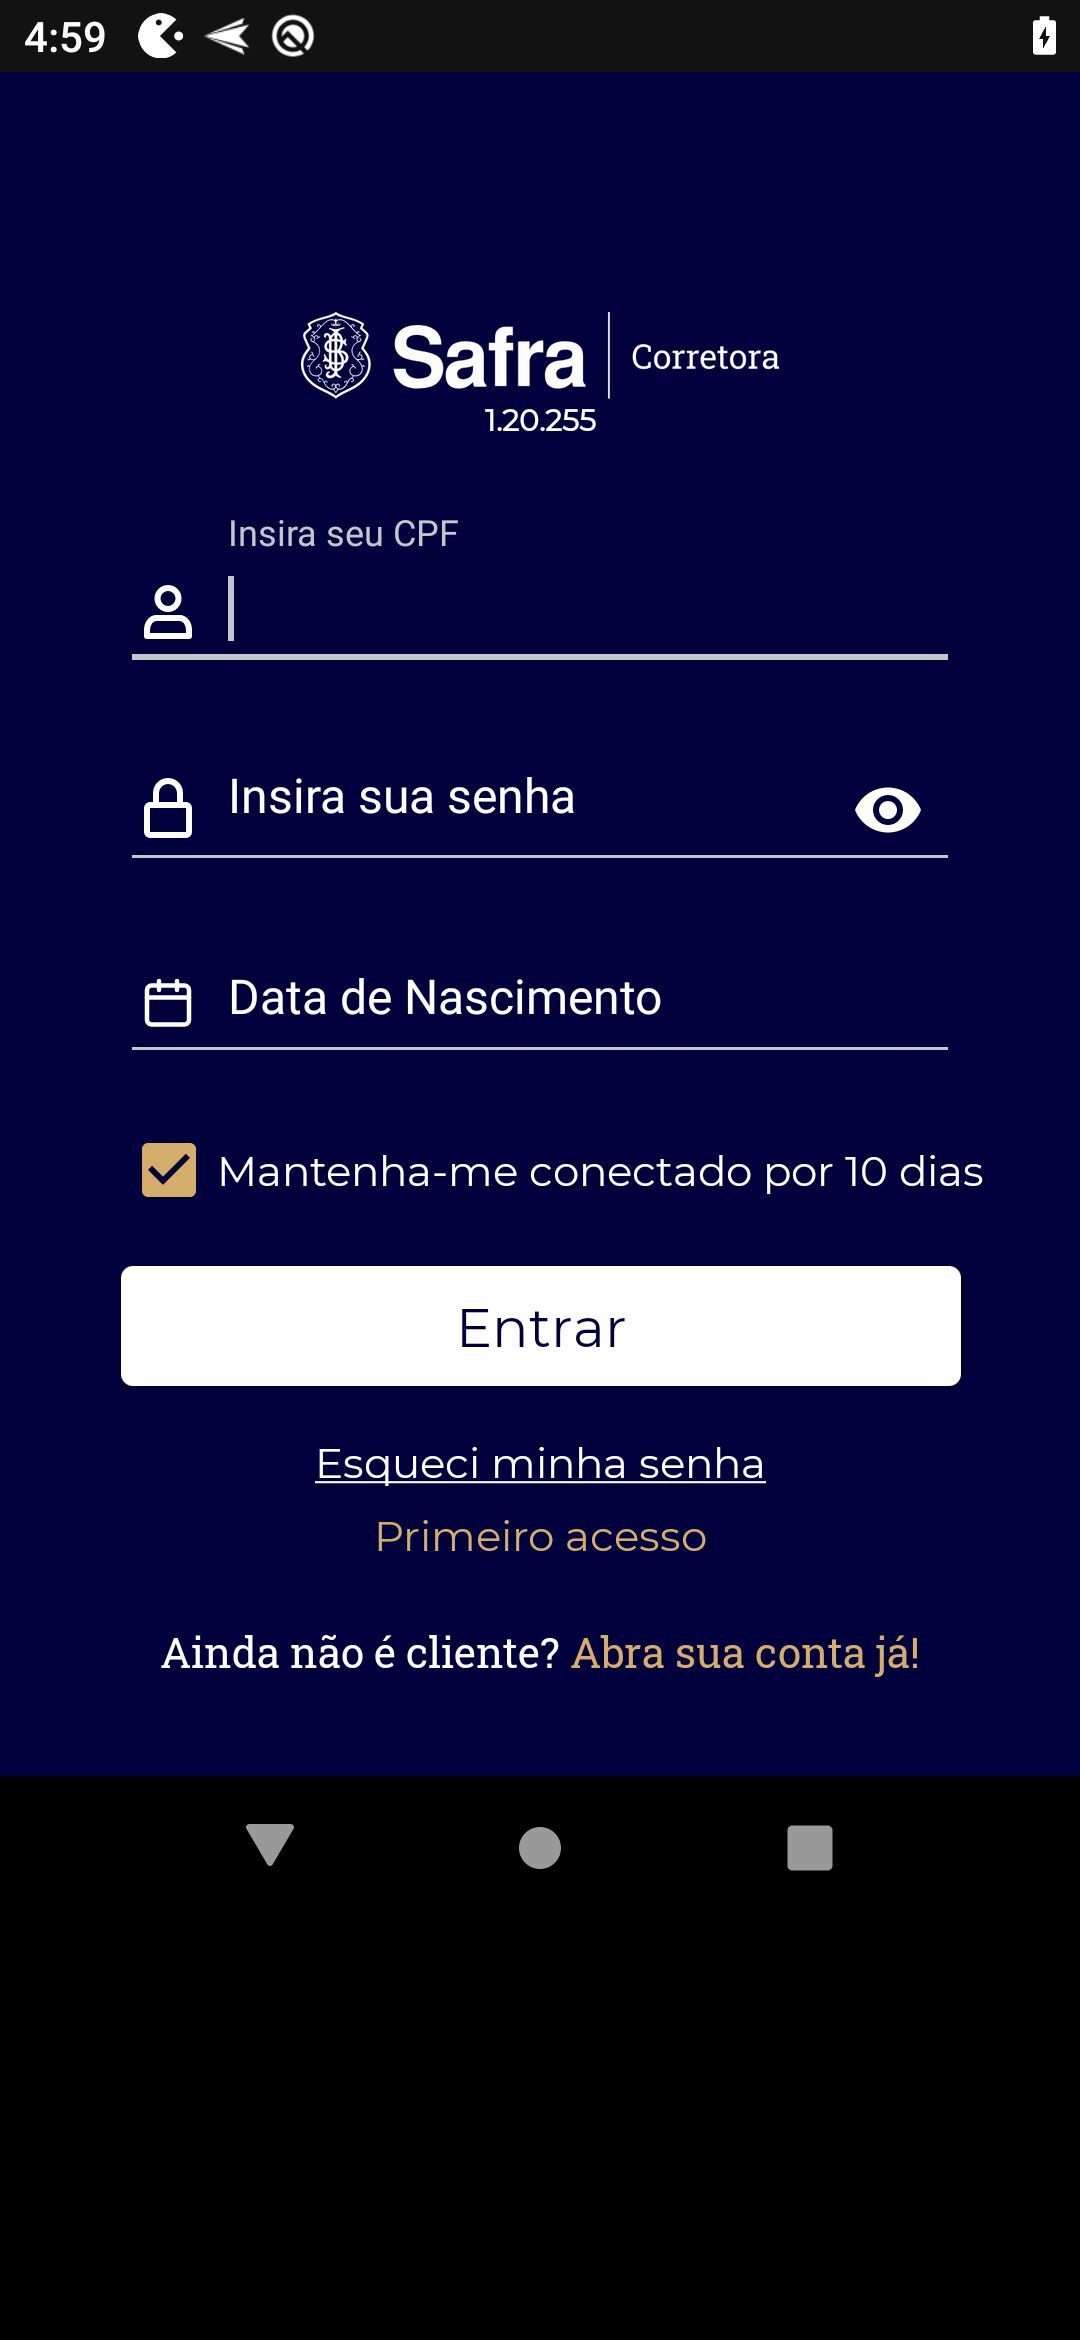 4:59
Safra Corretora
1.20.255
Insira seu CPF
Insira sua senha
Data de Nascimento
Mantenha-me conectado por 10 dias
Entrar
Esqueci minha senha
Primeiro acesso
Ainda não é cliente? Abra sua conta já!